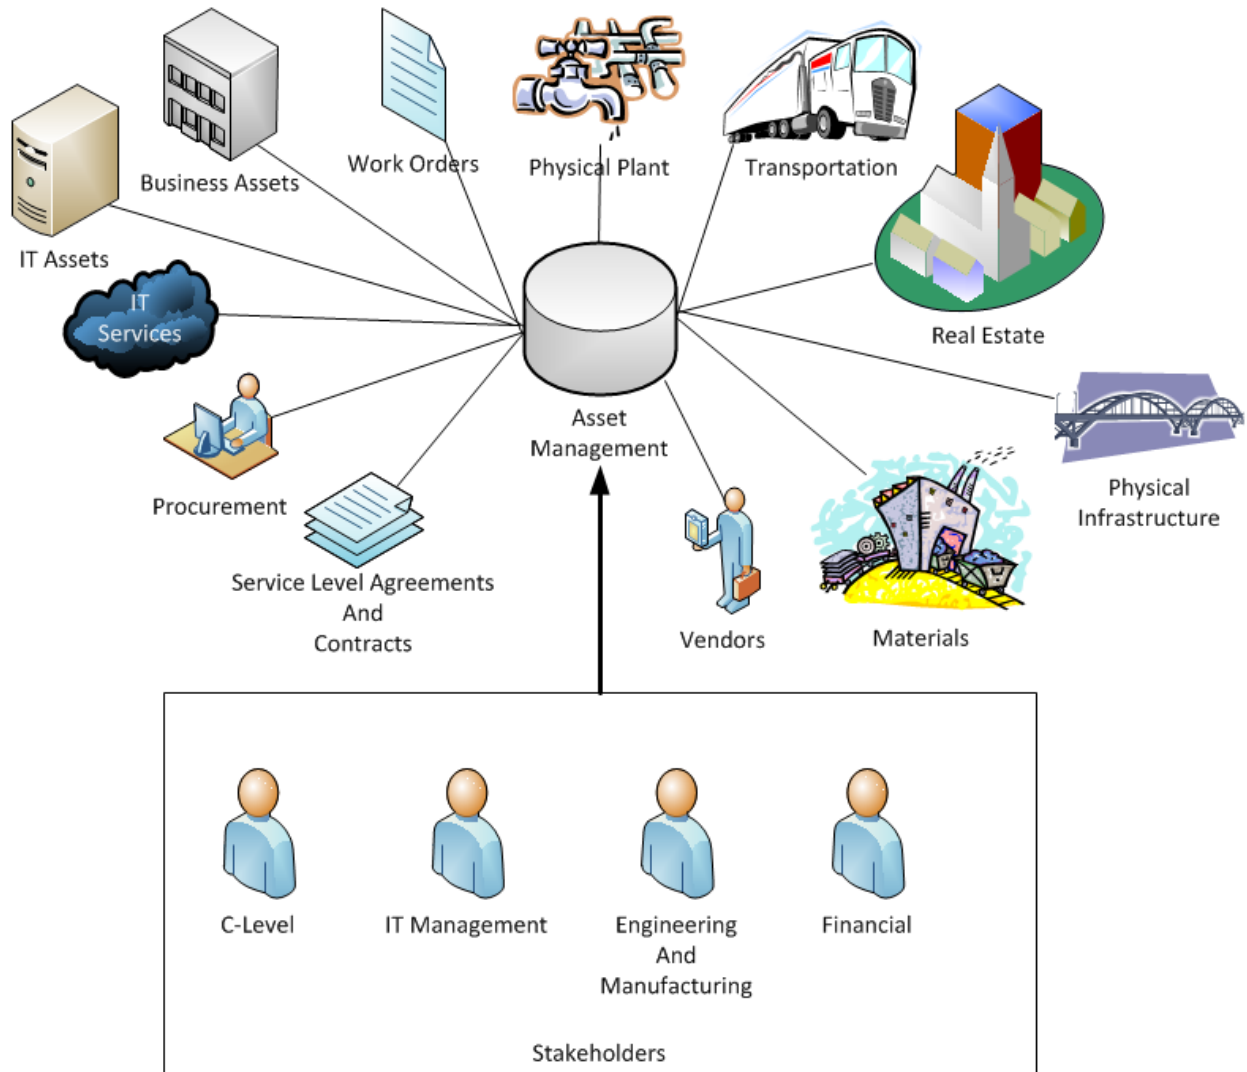 Work Orders
Physical Plant
Transportation
Business Assets
IT Assets
IT
Services
Real Estate
Asset
Management
Procurement
Physical
Infrastructure
Service Level Agreements
And
Contracts
Vendors
Materials
C-Level
IT Management
Engineering
And
Manufacturing
Financial
Stakeholders